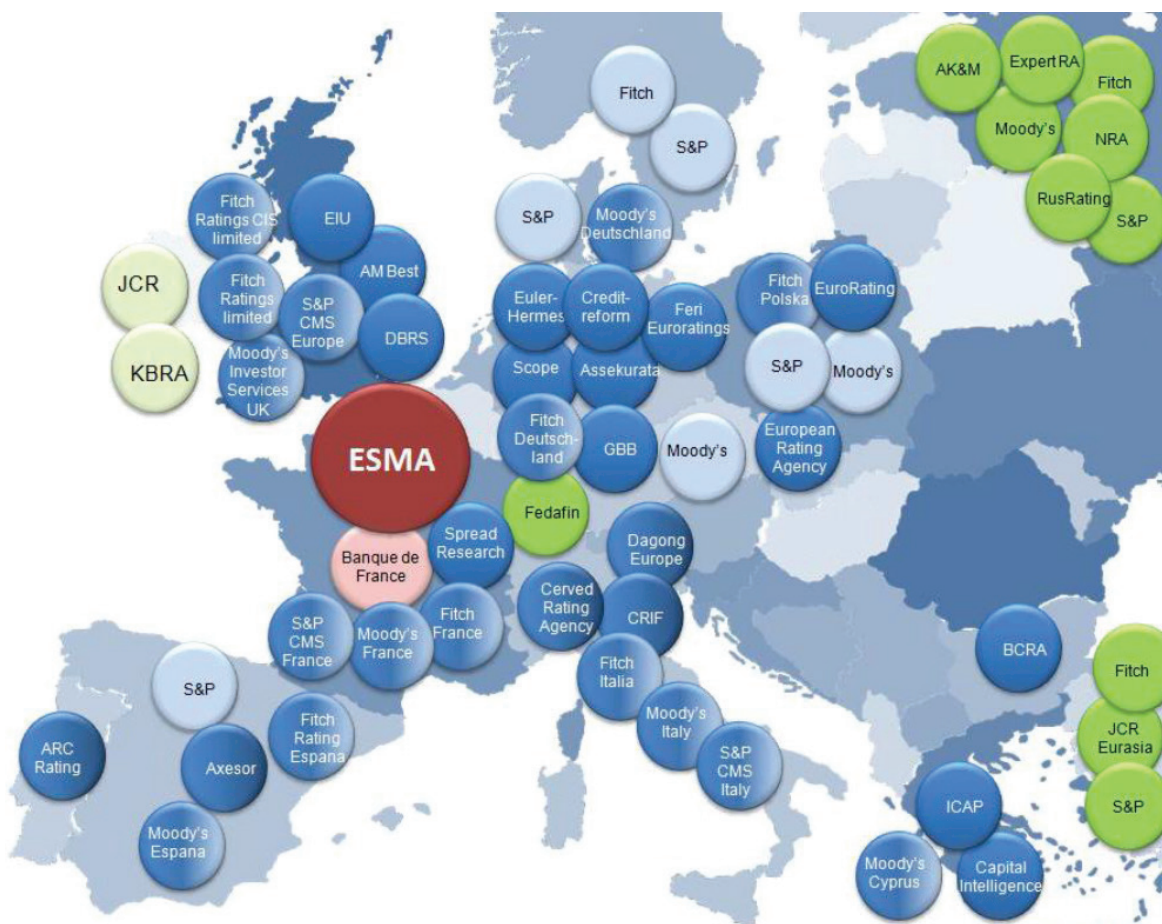 AK&M
Expert RA
Fitch
Moody's
NRA
RusRating
S&P
Fitch
S&P
S&P
Moody's
Deutschland
Fitch
Ratings CIS
limited
EIU
AM Best
JCR
Fitch
Ratings
limited
S&P
CMS
Europe
DBRS
KBRA
Moody's
Investor
Services
UK
Euler-
Hermes
Credit-
reform
Feri
Euroratings
Fitch
Polska
EuroRating
Scope
Assekurata
S&P
Moody's
Fitch
Deutsch-
land
GBB
Moody's
European
Rating
Agency
ESMA
Fedafin
Banque de
France
Spread
Research
Dagong
Europe
Cerved
Rating
Agency
CRIF
S&P
CMS
France
Moody's
France
Fitch
France
Fitch
Italia
Moody's
Italy
S&P
CMS
Italy
BCRA
Fitch
JCR
Eurasia
S&P
S&P
ARC
Rating
Axesor
Fitch
Rating
Espana
Moody's
Espana
ICAP
Moody's
Cyprus
Capital
Intelligence